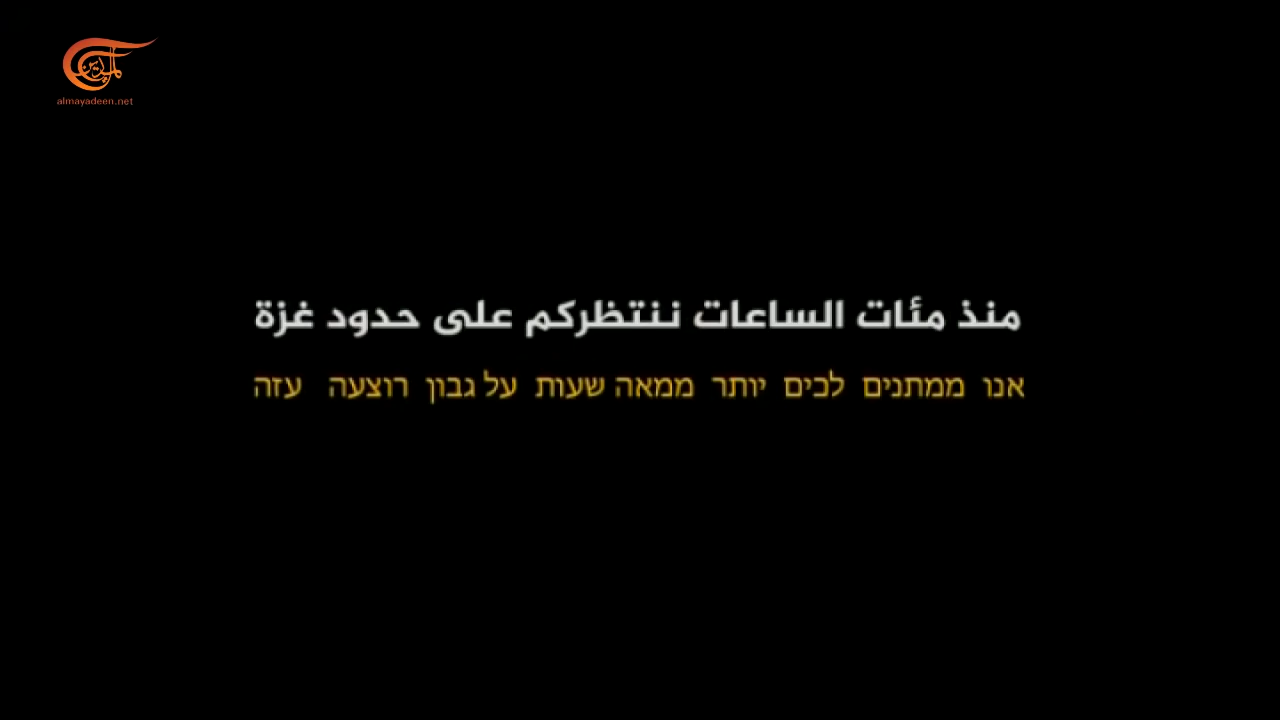 الميادين
almayadeen.net
منذ مئات الساعات ننتظركم على حدود غزة
אנו ממתנים לכים יותר ממאה שעות על גבון רוצעה עזה